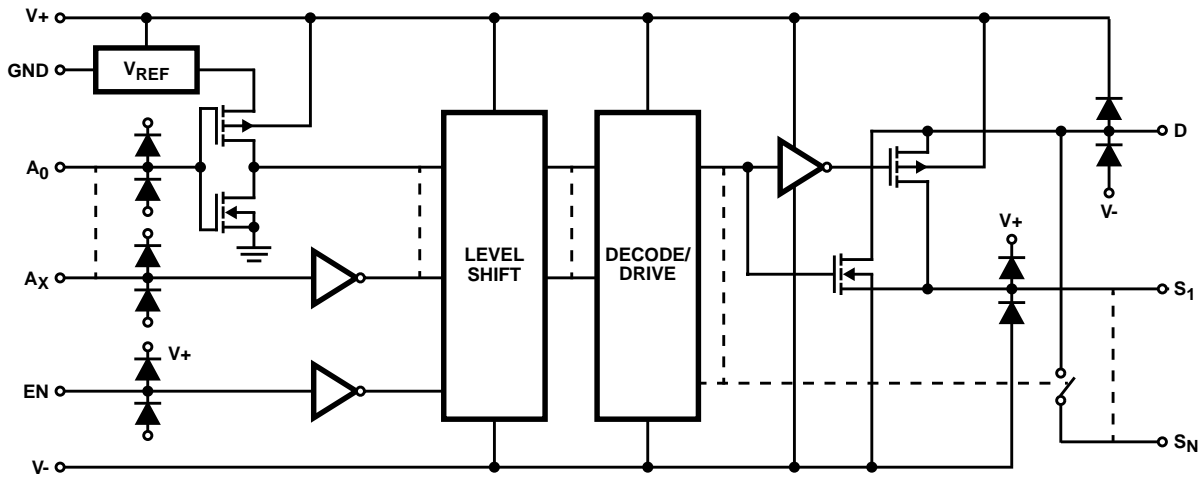 V+
GND
VREF
A0
AX
V+
EN
V-
LEVEL
SHIFT
DECODE/
DRIVE
D
V-
V+
S1
SN